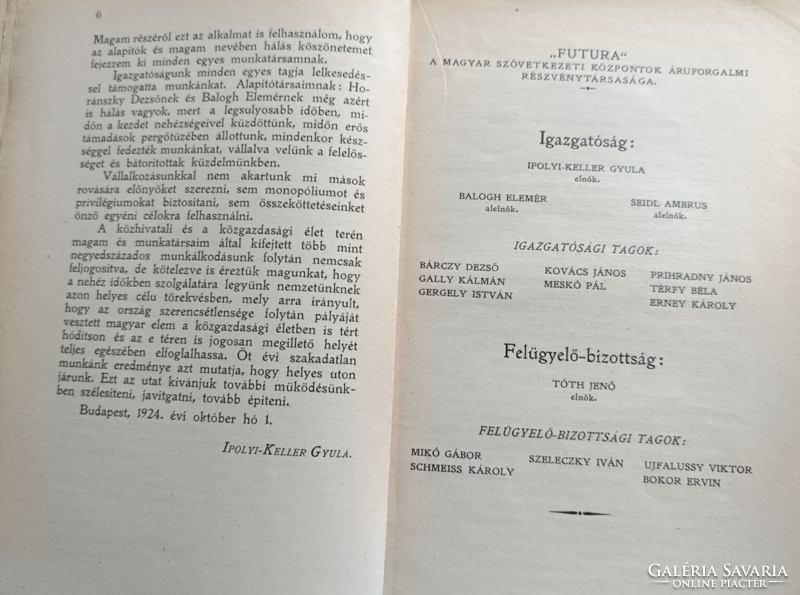 6
Magam részéről ezt az alkalmat is felhasználom, hogy
az alapítók és magam nevében hálás köszönetemet
fejezzem ki minden egyes munkatársamnak.
Igazgatóságunk minden egyes tagja lelkesedés-
sel támogatta munkánkat. Alapítótársaimnak: Ho-
ránszky Dezsőnek és Balogh Elemérnek még azért
is hálás vagyok, mert a legsulyosabb időben, mi-
dőn a kezdet nehézségeivel küzdöttünk, midőn erős
támadások pergőtüzében állottunk, mindenkor kész-
séggel fedezték munkánkat, vállalva velünk a felelős-
séget és bátoritottak küzdelmünkben.
Vállalkozásunkkal nem akartunk mi mások
rovására előnyöket szerezni, sem monopóliumot és
privilégiumokat biztositani, sem összeköttetéseinket
önző egyéni célokra felhasználni.
A közhivatali és a közgazdasági élet terén
magam és munkatársaim által kifejtett több mint
negyedszázados munkálkodásunk folytán nemcsak
feljogositva, de kötelezve is éreztük magunkat, hogy
a nehéz időkben szolgálatára legyünk nemzetünknek
azon helyes célu törekvésben, mely arra irányult,
hogy az ország szerencsétlensége folytán pályáját
vesztett magyar elem a közgazdasági életben is tért
hóditson és az e téren is jogosan megillető helyét
teljes egészében elfoglalhassa. Öt évi szakadatlan
munkánk eredménye azt mutatja, hogy helyes uton
járunk. Ezt az utat kívánjuk további müködésünk-
ben szélesiteni, javitgatni, tovább épiteni.
Budapest, 1924. évi október hó 1.
IPOLYI-KELLER GYULA.
„FUTURA“
A MAGYAR SZÖVETKEZETI KÖZPONTOK ÁRUFORGALMI
RÉSZVÉNYTÁRSASÁGA.
Igazgatóság:
IPOLYI-KELLER GYULA
elnök.
BALOGH ELEMÉR SEIDL AMBRUS
alelnök. alelnök.
IGAZGATÓSÁGI TAGOK:
BÁRCZY DEZSŐ KOVÁCS JÁNOS PRIHRADNY JÁNOS
GALLY KÁLMÁN MESKÓ PÁL TÉRFY BÉLA
GERGELY ISTVÁN ERNEY KÁROLY
Felügyelő-bizottság:
TÓTH JENŐ
elnök.
FELÜGYELŐ-BIZOTTSÁGI TAGOK:
MIKÓ GÁBOR SZELECZKY IVÁN UJFALUSSY VIKTOR
SCHMEISS KÁROLY BOKOR ERVIN
GALÉRIA SAVARIA
ONLINE PIACTÉR